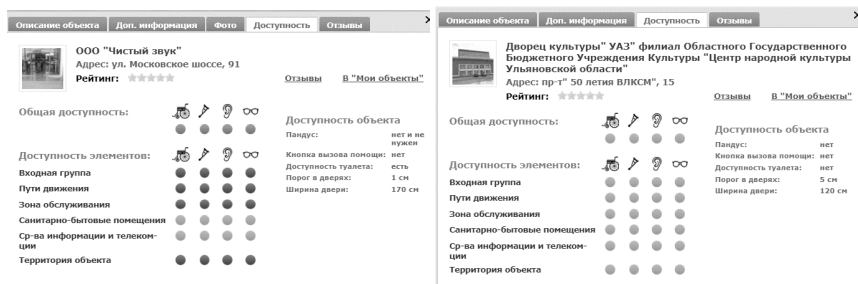 Описание объекта Доп. информация Фото Доступность Отзывы
ООО "Чистый звук"
Адрес: ул. Московское шоссе, 91
Рейтинг:
Отзывы В "Мои объекты"
Общая доступность:
Доступность объекта
Пандус: нет и не
нужен
Кнопка вызова помощи: нет
Доступность туалета: есть
Порог в дверях: 1 см
Ширина двери: 170 см
Доступность элементов:
Входная группа
Пути движения
Зона обслуживания
Санитарно-бытовые помещения
Ср-ва информации и телеком-
ции
Территория объекта
Описание объекта Доп. информация Доступность Отзывы
Дворец культуры" УАЗ" филиал Областного Государственного
Бюджетного Учреждения Культуры "Центр народной культуры
Ульяновской области"
Адрес: пр-т" 50 летия ВЛКСМ", 15
Рейтинг:
Отзывы В "Мои объекты"
Общая доступность:
Доступность объекта
Пандус: нет
Кнопка вызова помощи: нет
Доступность туалета: нет
Порог в дверях: 5 см
Ширина двери: 120 см
Доступность элементов:
Входная группа
Пути движения
Зона обслуживания
Санитарно-бытовые помещения
Ср-ва информации и телеком-
ции
Территория объекта